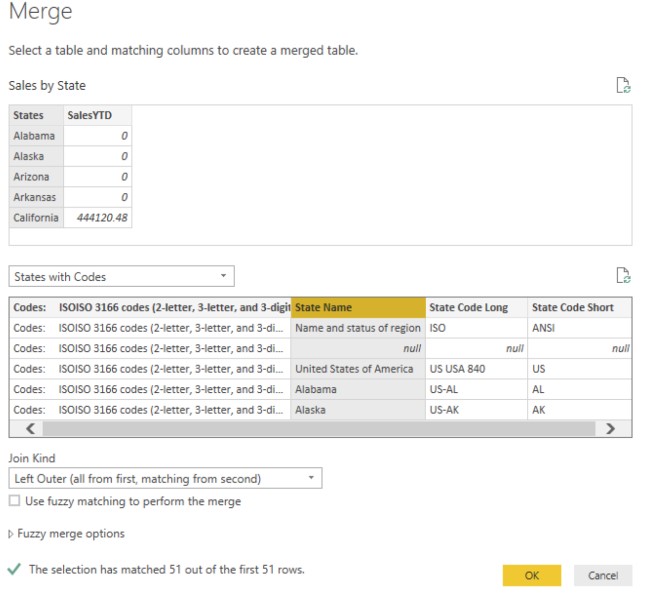 Merge
Select a table and matching columns to create a merged table.
Sales by State
States SalesYTD
Alabama 0
Alaska 0
Arizona 0
Arkansas 0
California 444120.48
States with Codes
Codes: ISOISO 3166 codes (2-letter, 3-letter, and 3-digit State Name State Code Long State Code Short
Codes: ISOISO 3166 codes (2-letter, 3-letter, and 3-di... Name and status of region ISO ANSI
Codes: ISOISO 3166 codes (2-letter, 3-letter, and 3-di... null null null
Codes: ISOISO 3166 codes (2-letter, 3-letter, and 3-di... United States of America US USA 840 US
Codes: ISOISO 3166 codes (2-letter, 3-letter, and 3-di... Alabama US-AL AL
Codes: ISOISO 3166 codes (2-letter, 3-letter, and 3-di... Alaska US-AK AK
Join Kind
Left Outer (all from first, matching from second)
Use fuzzy matching to perform the merge
Fuzzy merge options
The selection has matched 51 out of the first 51 rows.
OK Cancel